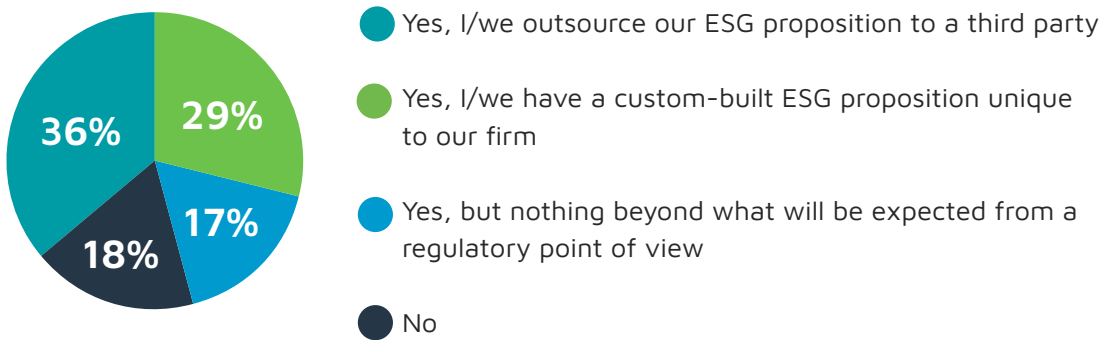 36%
29%
17%
18%
Yes, I/we outsource our ESG proposition to a third party
Yes, I/we have a custom-built ESG proposition unique
to our firm
Yes, but nothing beyond what will be expected from a
regulatory point of view
No